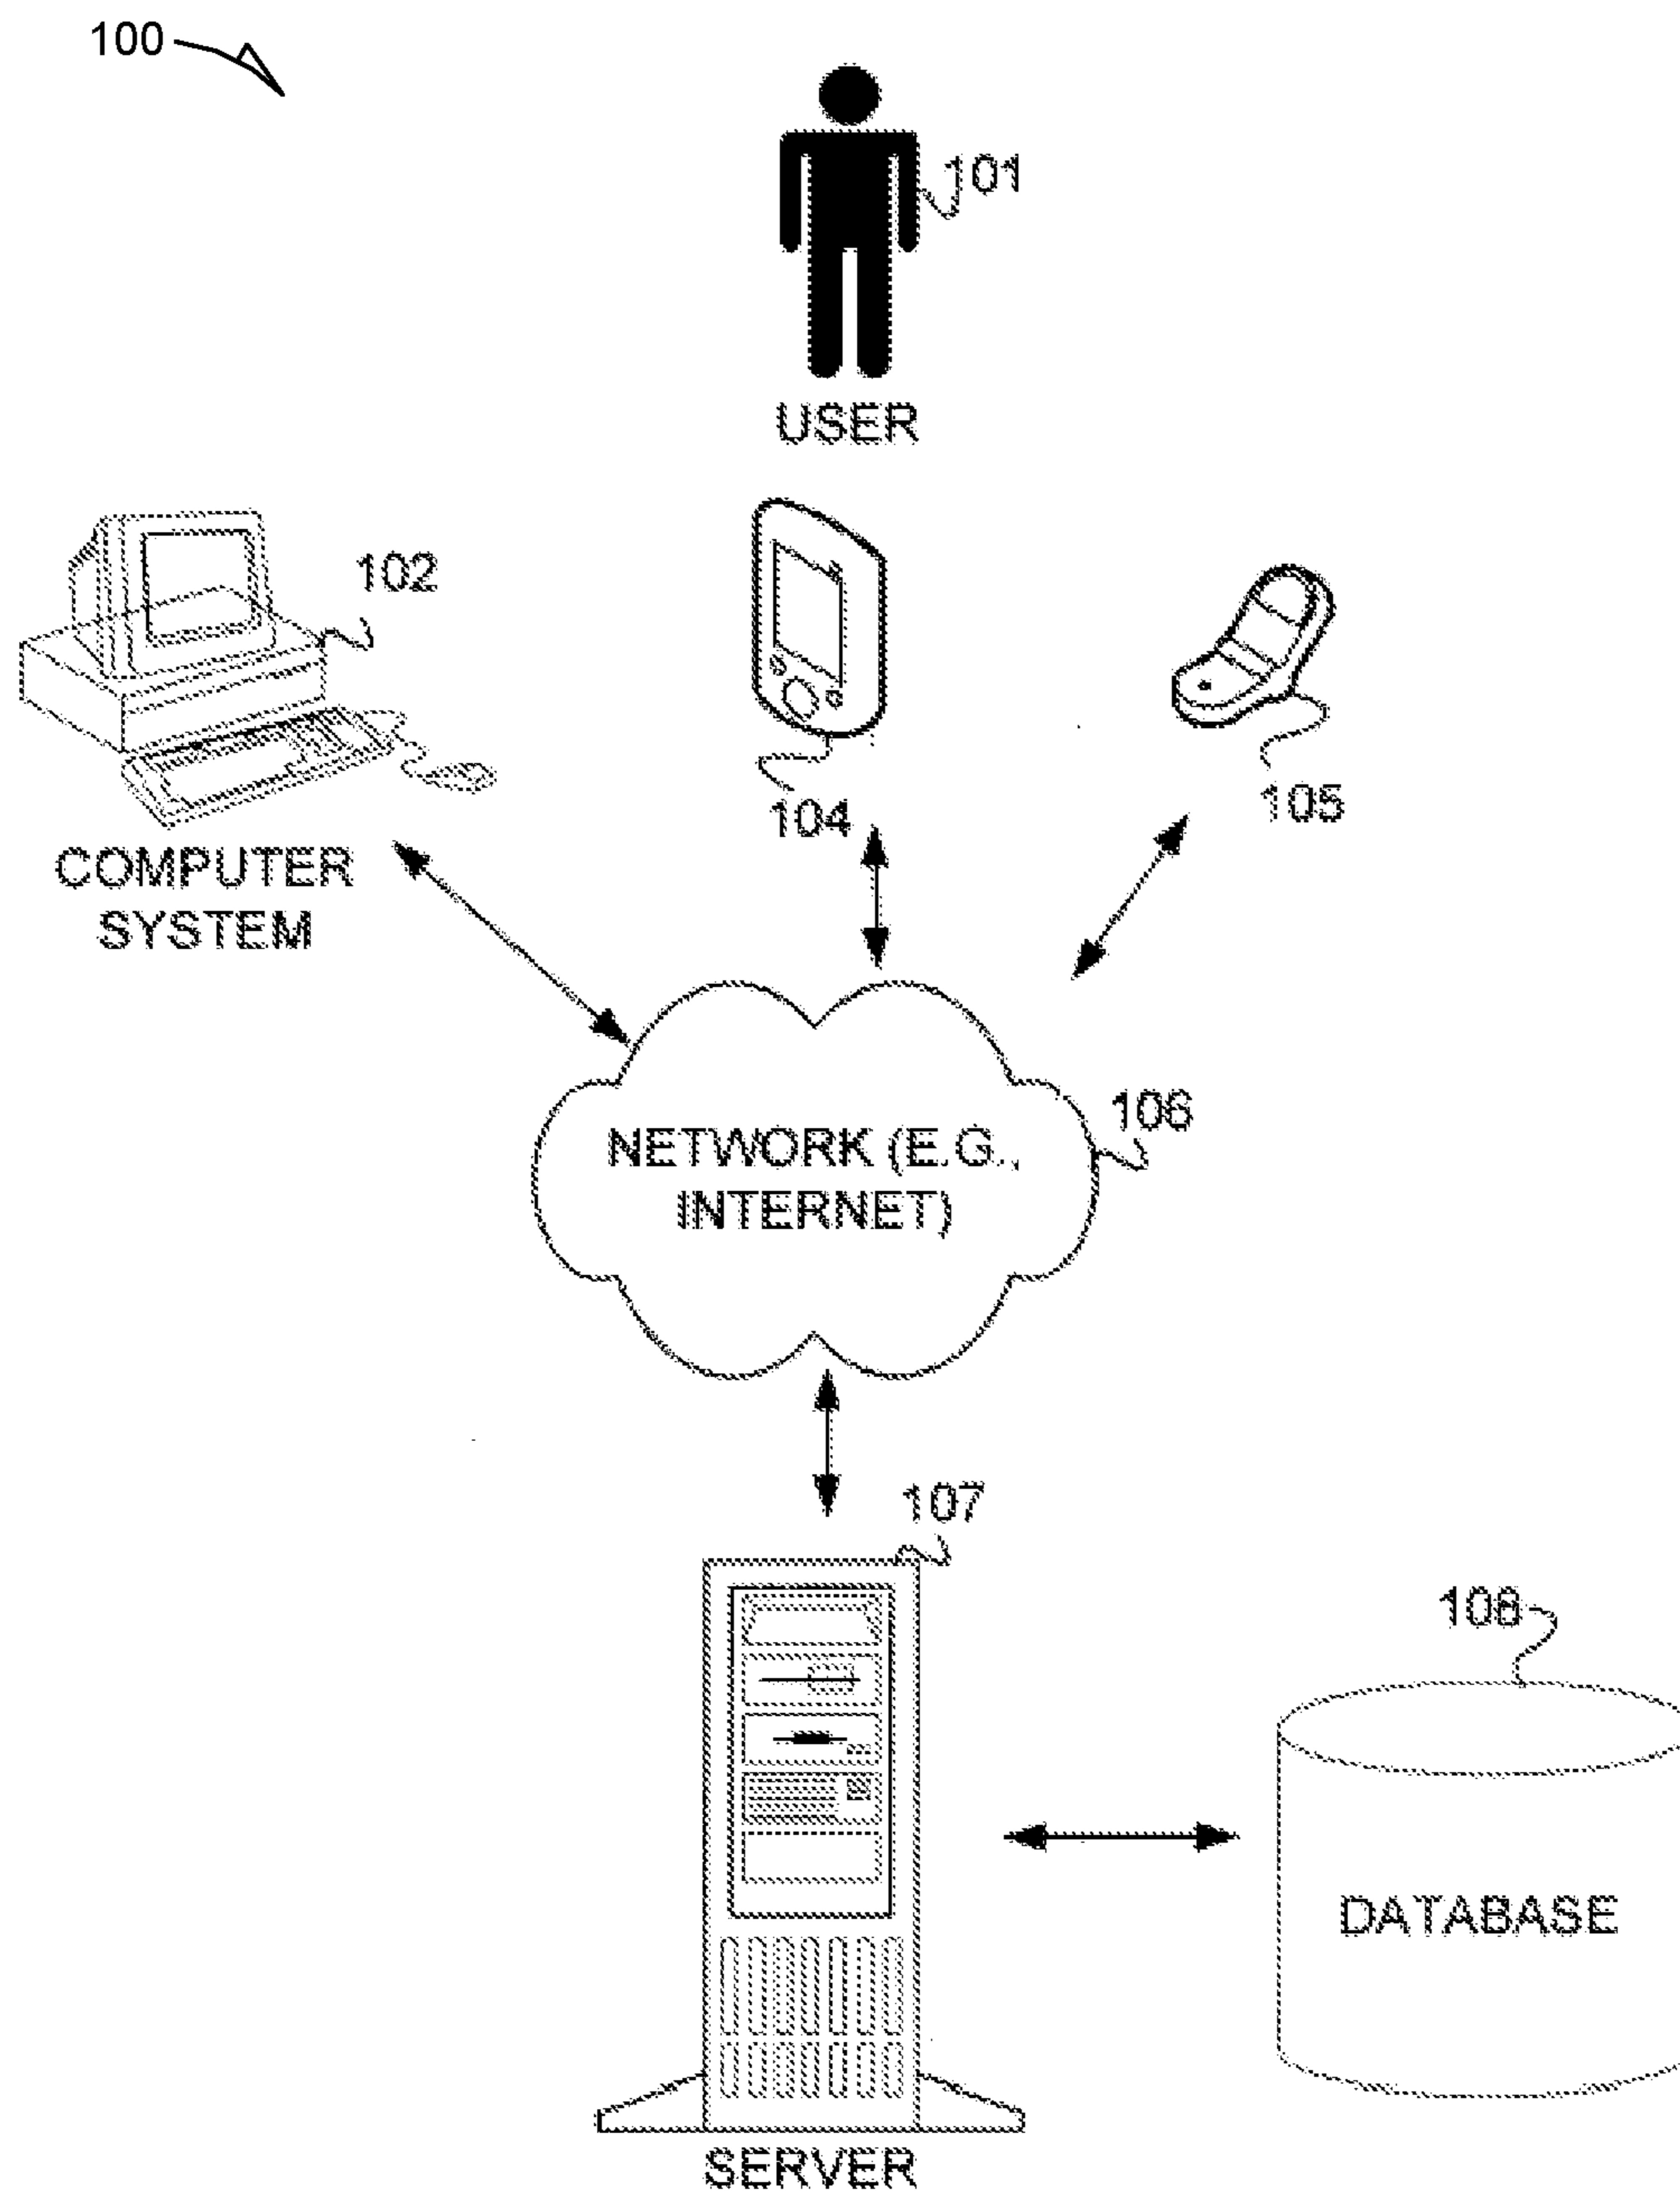 100
101
USER
102
104
105
COMPUTER
SYSTEM
106
NETWORK (E.G.,
INTERNET)
107
108
DATABASE
SERVER